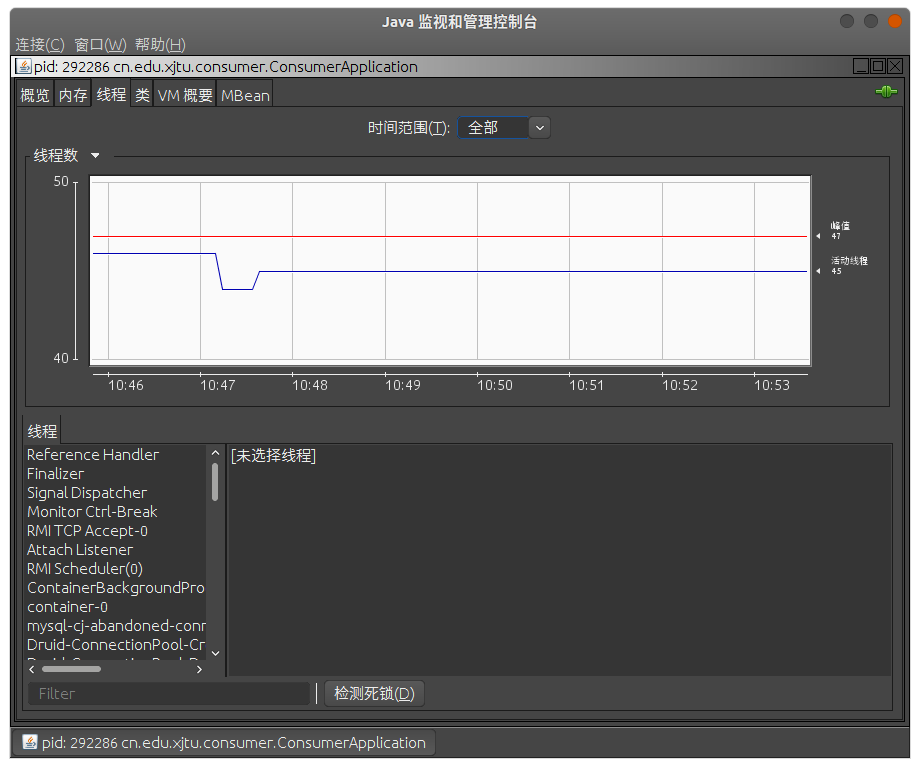 Java 监视和管理控制台
连接(C) 窗口(W) 帮助(H)
pid: 292286 cn.edu.xjtu.consumer.ConsumerApplication
概览 内存 线程 类 VM 概要 MBean
时间范围(T): 全部
线程数
50
峰值
47
活动线程
45
40
10:46 10:47 10:48 10:49 10:50 10:51 10:52 10:53
线程
Reference Handler
[未选择线程]
Finalizer
Signal Dispatcher
Monitor Ctrl-Break
RMI TCP Accept-0
Attach Listener
RMI Scheduler(0)
ContainerBackgroundPro
container-0
mysql-cj-abandoned-conn
Druid-ConnectionPool-Cr
Filter
检测死锁(D)
pid: 292286 cn.edu.xjtu.consumer.ConsumerApplication